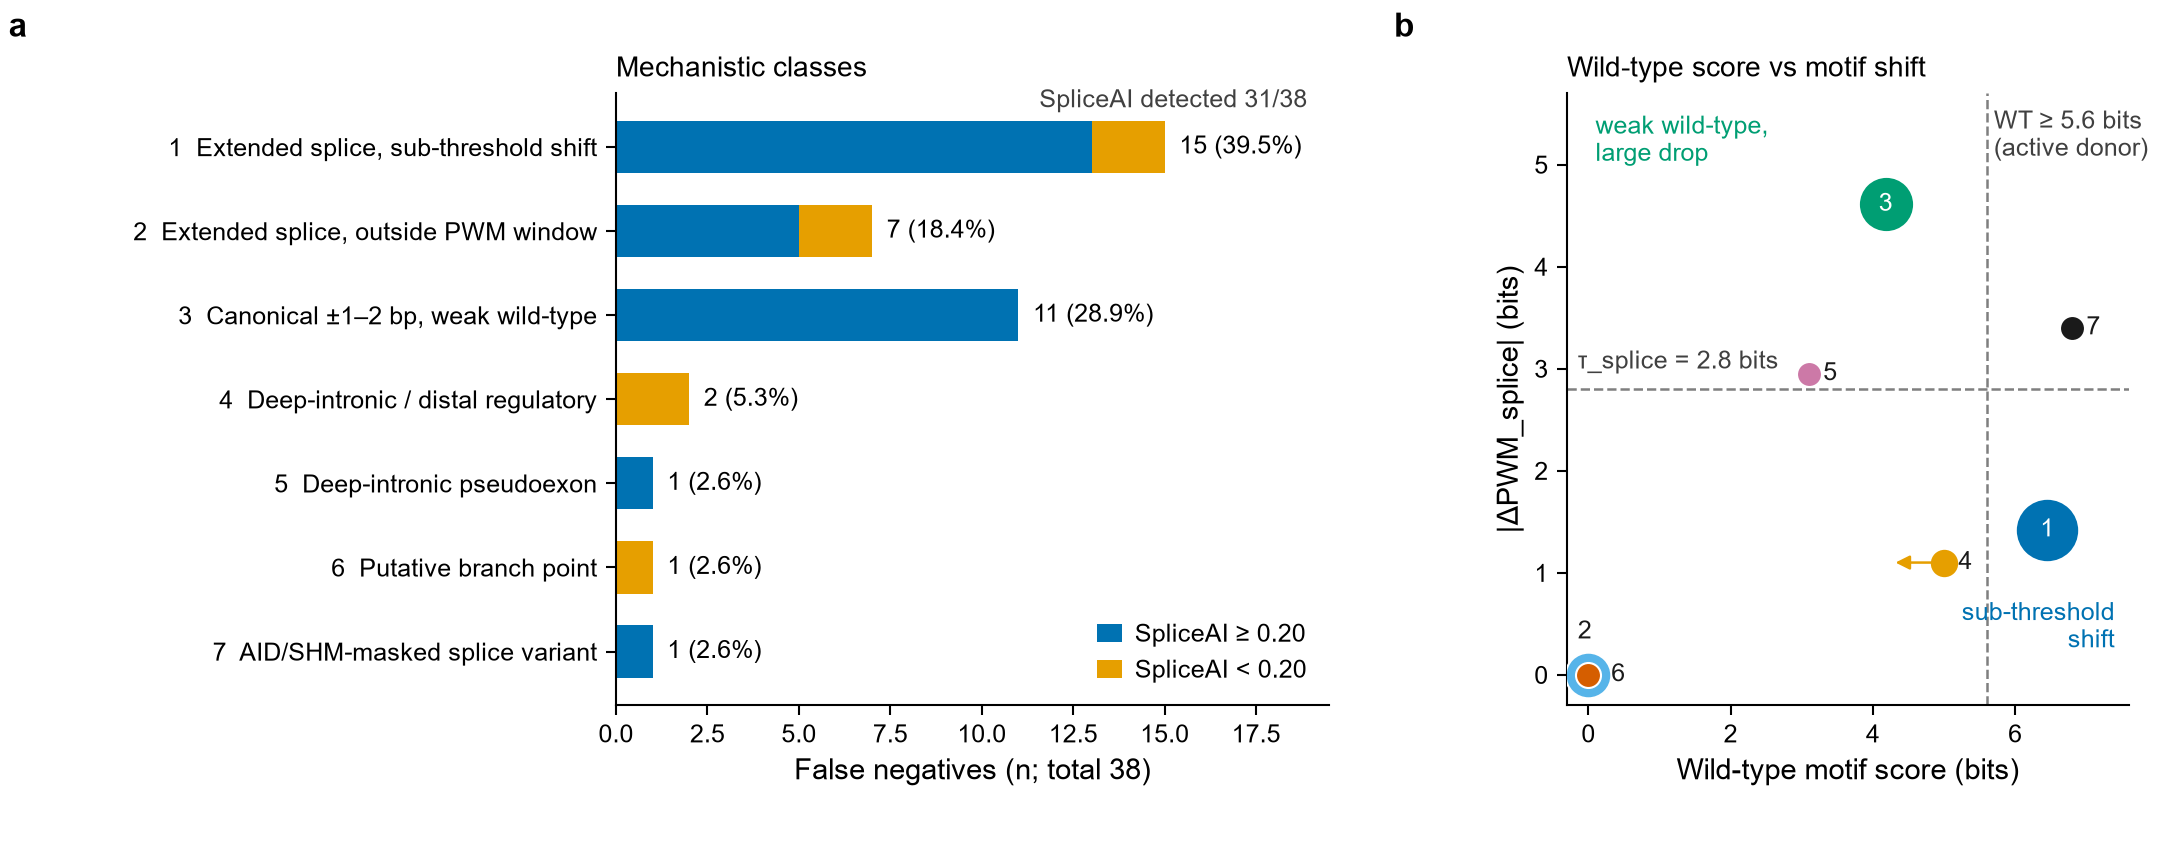 a
Mechanistic classes
SpliceAI detected 31/38
1 Extended splice, sub-threshold shift
15 (39.5%)
2 Extended splice, outside PWM window
7 (18.4%)
3 Canonical ±1–2 bp, weak wild-type
11 (28.9%)
4 Deep-intronic / distal regulatory
2 (5.3%)
5 Deep-intronic pseudoexon
1 (2.6%)
6 Putative branch point
1 (2.6%)
7 AID/SHM-masked splice variant
1 (2.6%)
SpliceAI ≥ 0.20
SpliceAI < 0.20
0.0 2.5 5.0 7.5 10.0 12.5 15.0 17.5
False negatives (n; total 38)
b
Wild-type score vs motif shift
weak wild-type,
large drop
WT ≥ 5.6 bits
(active donor)
τ_splice = 2.8 bits
3
7
5
1
4
sub-threshold
shift
2
6
5
4
3
2
1
0
|ΔPWM_splice| (bits)
0 2 4 6
Wild-type motif score (bits)